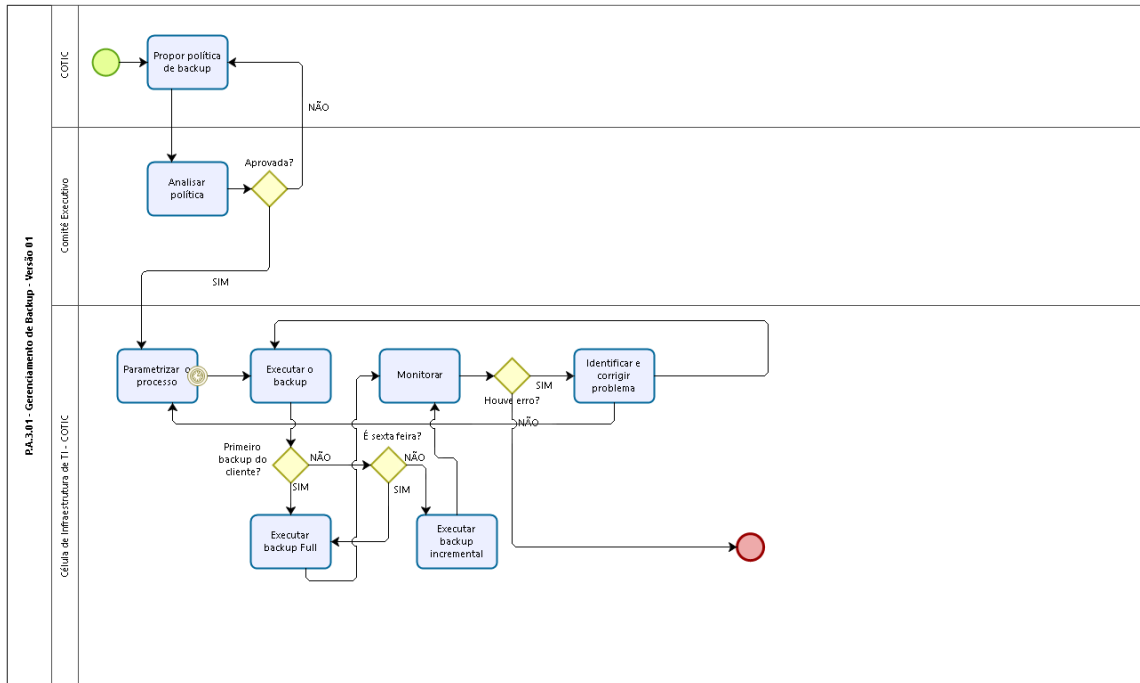 P.A.3.01 - Gerenciamento de Backup - Versão 01
COTIC
Propor política
de backup
NÃO
Comitê Executivo
Analisar
política
Aprovada?
SIM
Célula de Infraestrutura de TI - COTIC
Parametrizar o
processo
Executar o
backup
Monitorar
Houve erro?
SIM
Identificar e
corrigir
problema
NÃO
Primeiro
backup do
cliente?
NÃO
SIM
É sexta feira?
NÃO
SIM
Executar
backup Full
Executar
backup
incremental